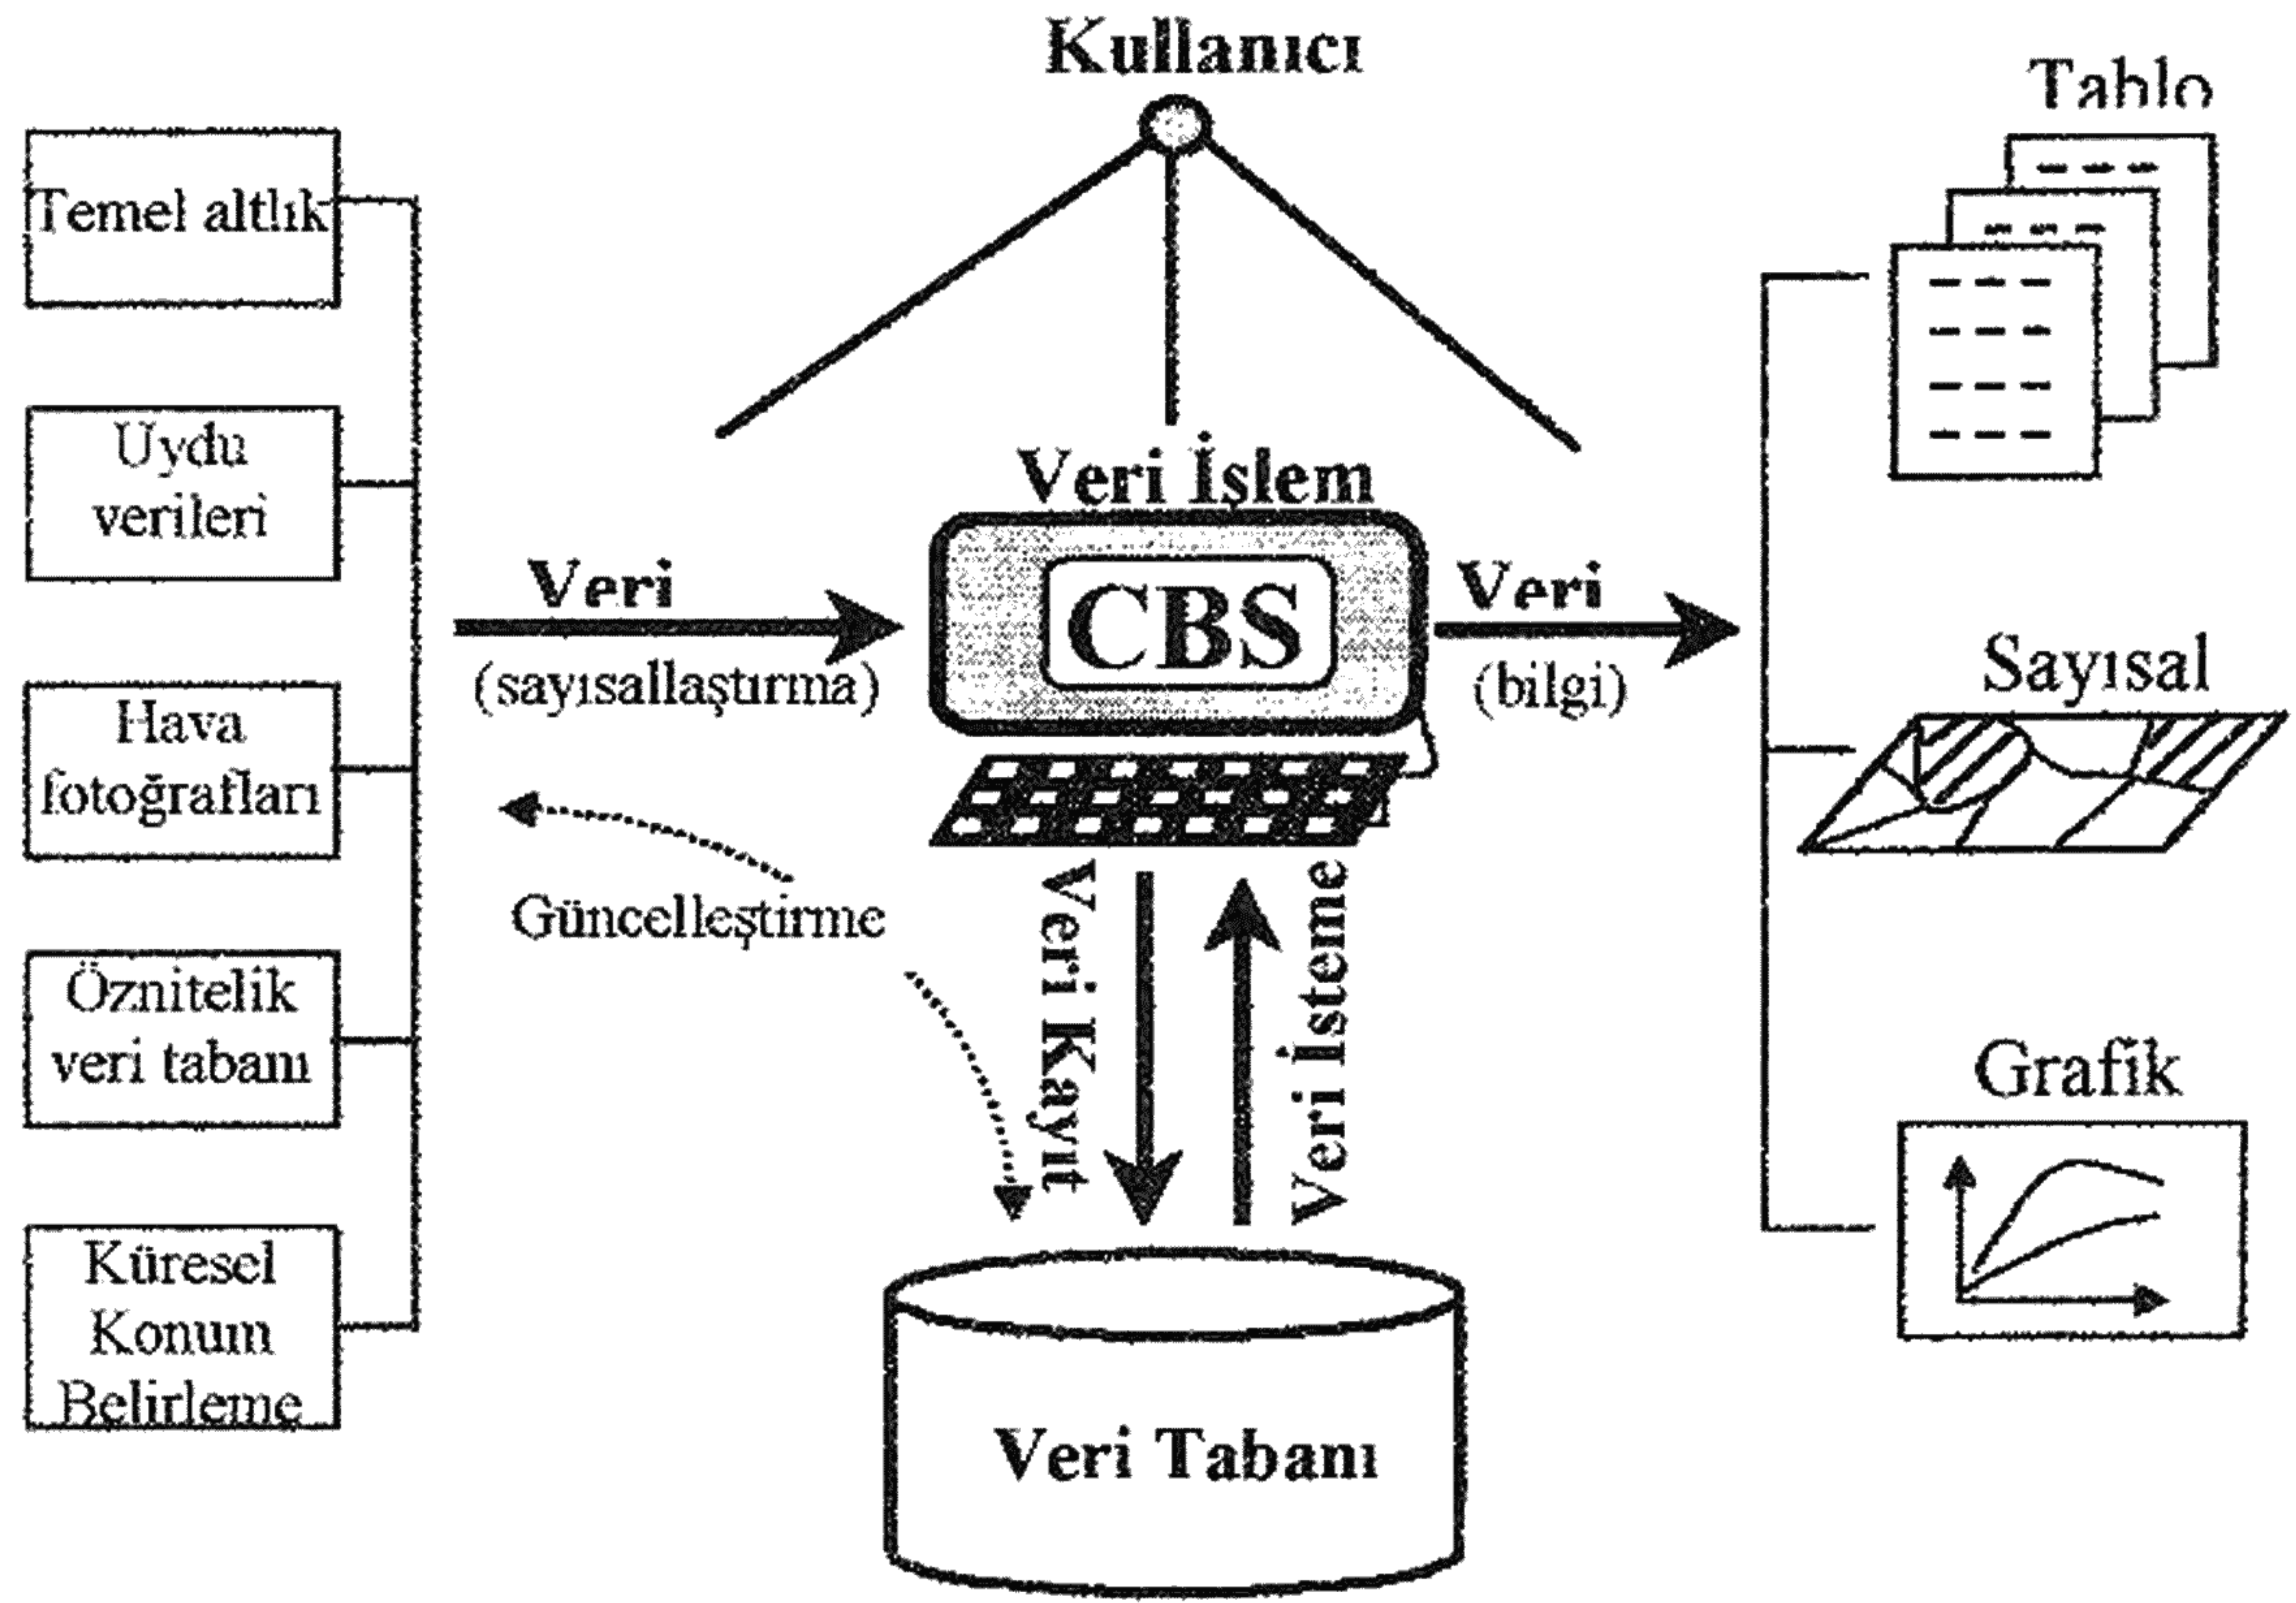 Kullanıcı
Tablo
Temel altlık
Uydu
verileri
Veri İşlem
CBS
Veri
(sayısallaştırma)
Veri
(bilgi)
Sayısal
Hava
fotoğrafları
Güncelleştirme
Veri Kayıt
Veri İsteme
Öznitelik
veri tabanı
Grafik
Küresel
Konum
Belirleme
Veri Tabanı